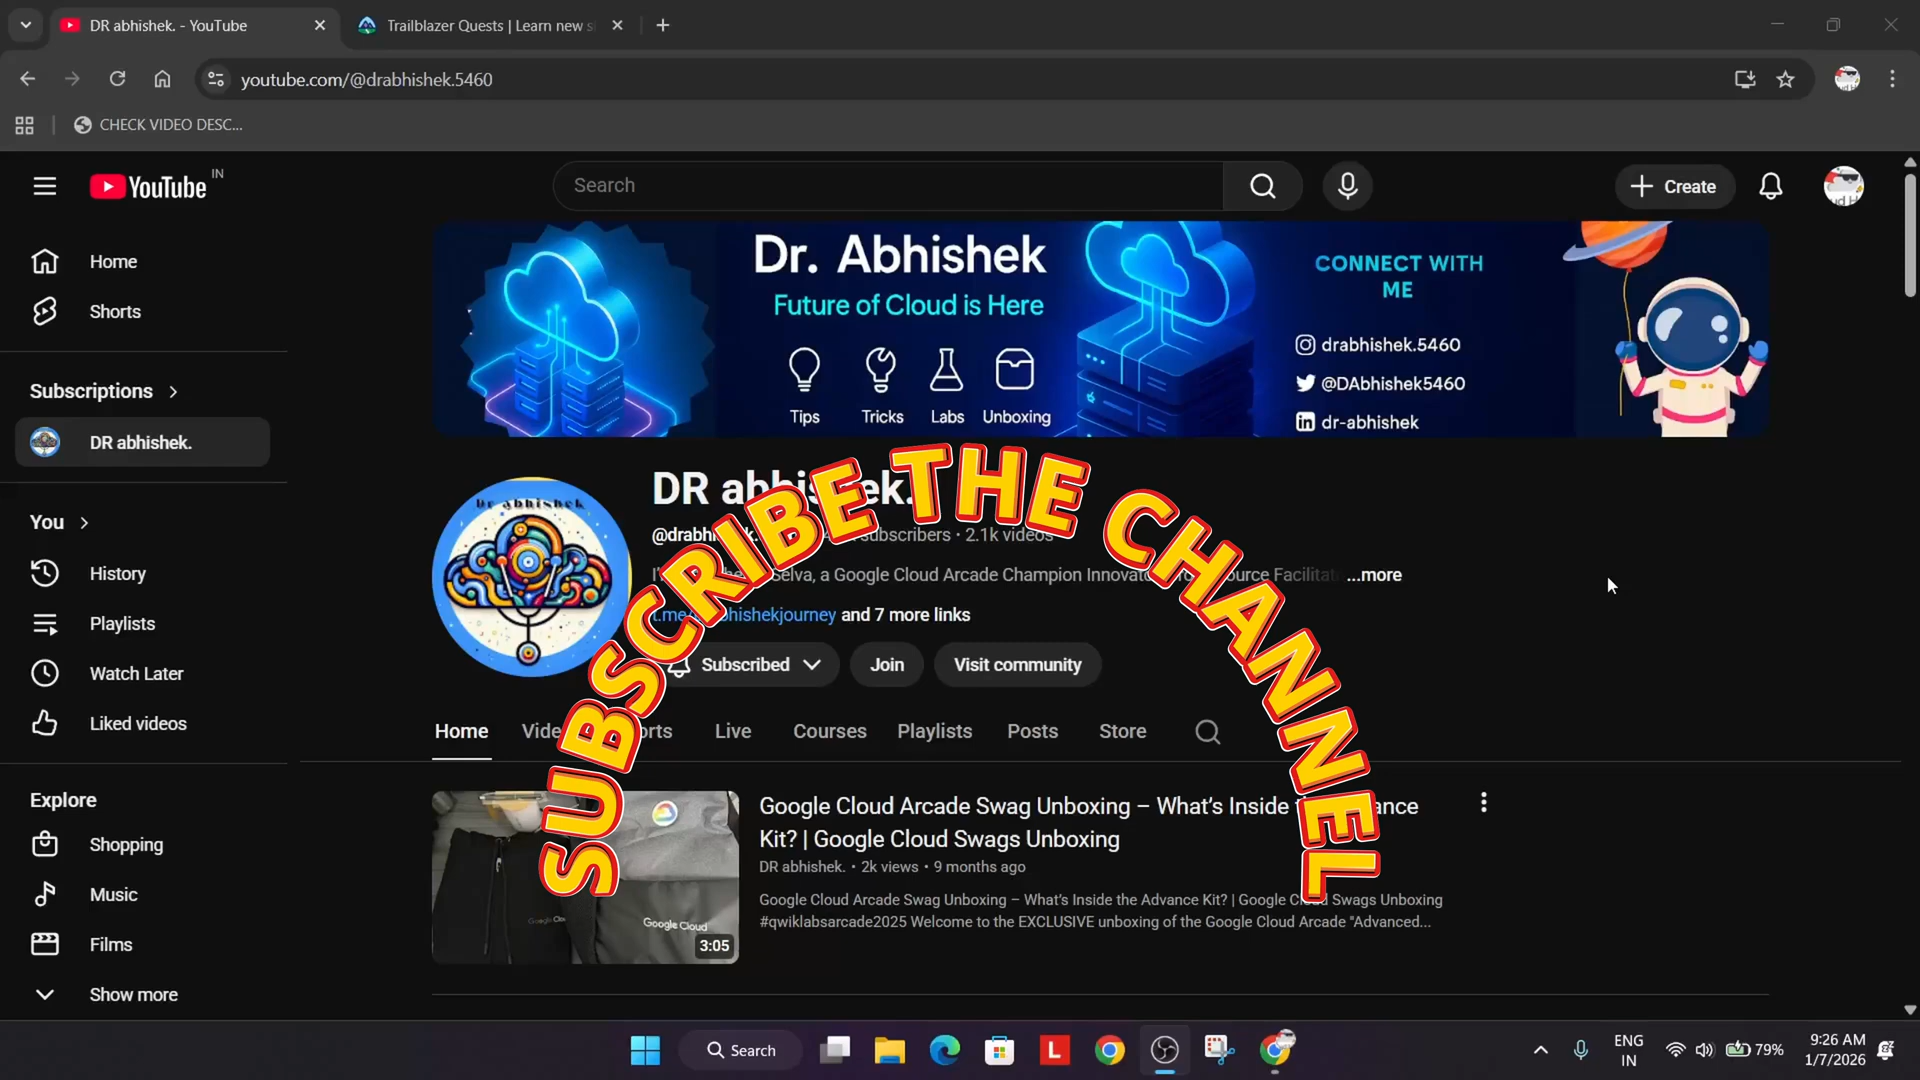 DR abhishek. - YouTube
Trailblazer Quests | Learn new s
youtube.com/@drabhishek.5460
CHECK VIDEO DESC...
YouTube IN
Search
Create
Home
Shorts
Subscriptions
DR abhishek.
You
History
Playlists
Watch Later
Liked videos
Explore
Shopping
Music
Films
Show more
Dr. Abhishek
Future of Cloud is Here
Tips Tricks Labs Unboxing
CONNECT WITH
ME
drabhishek.5460
@DAbhishek5460
dr-abhishek
Dr abhishek
DR abhishek.
SUBSCRIBE THE CHANNEL
subscribers • 2.1k videos
Selva, a Google Cloud Arcade Champion Innovator ...more
and 7 more links
Subscribed
Join
Visit community
Home
Live
Courses
Playlists
Posts
Store
Google Cloud Arcade Swag Unboxing – What's Inside
Kit? | Google Cloud Swags Unboxing
DR abhishek. • 2k views • 9 months ago
Google Cloud Arcade Swag Unboxing – What's Inside the Advance Kit? | Google Cloud Swags Unboxing
#qwiklabsarcade2025 Welcome to the EXCLUSIVE unboxing of the Google Cloud Arcade "Advanced...
Google Cloud
3:05
Search
ENG
IN
79%
9:26 AM
1/7/2026